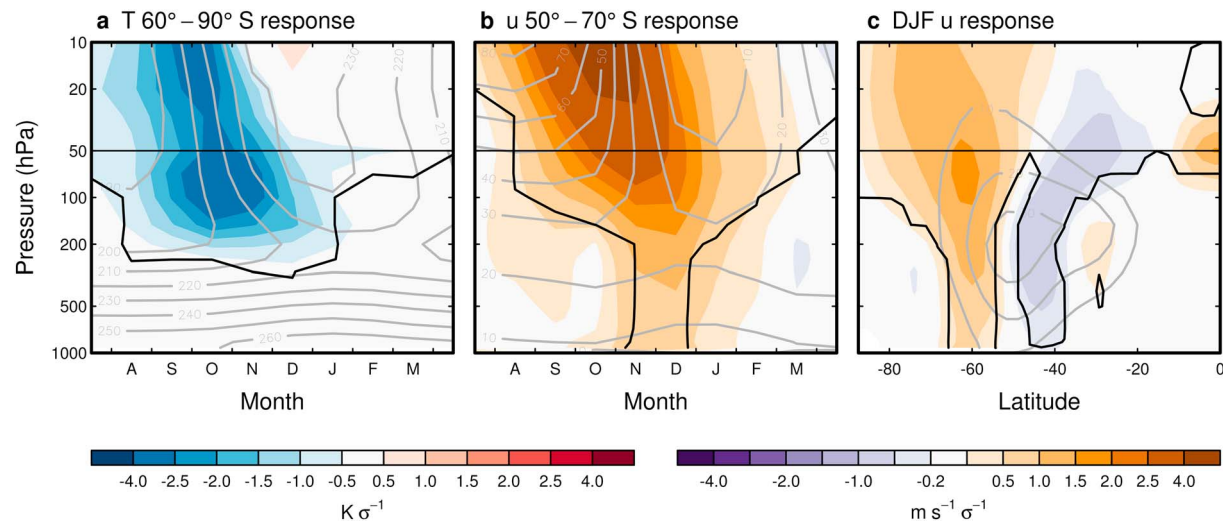 a T 60° – 90° S response
b u 50° – 70° S response
c DJF u response
Pressure (hPa)
10
20
50
100
200
500
1000
230
220
210
200
210
220
230
240
250
260
70
50
60
40
30
20
10
10
20
A S O N D J F M
A S O N D J F M
-80 -60 -40 -20 0
Month
Month
Latitude
-4.0 -2.5 -1.5 -1.0 -0.5 0.5 1.0 1.5 2.0 2.5 4.0
K σ⁻¹
-4.0 -2.0 -1.0 -0.2 0.5 1.0 1.5 2.0 2.5 4.0
m s⁻¹ σ⁻¹